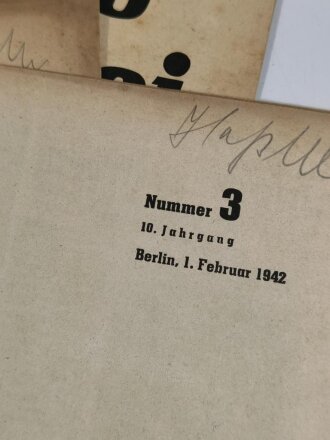 Nummer 3
10. Jahrgang
Berlin, 1. Februar 1942